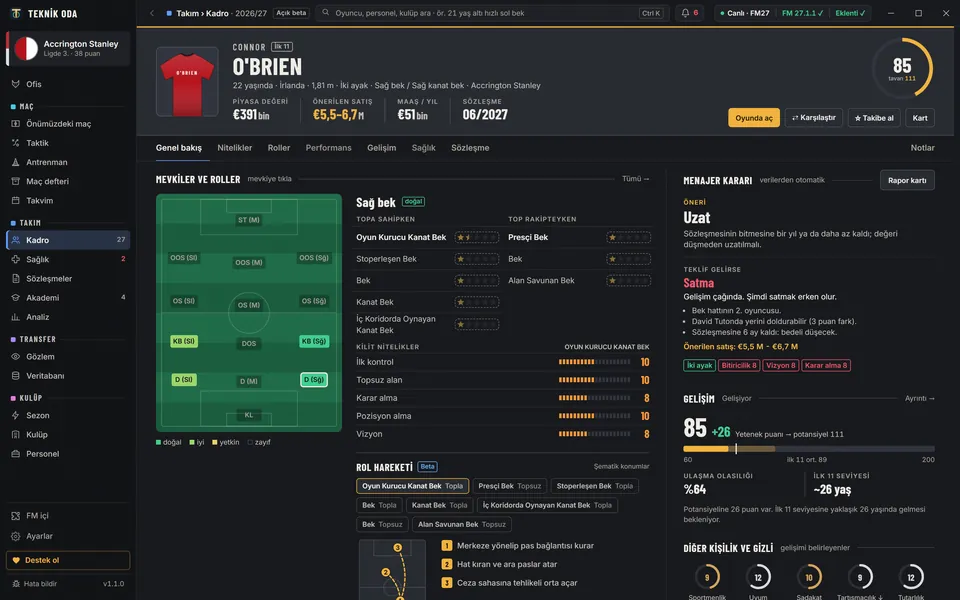 TEKNİK ODA
Takım › Kadro · 2026/27
Açık beta
Oyuncu, personel, kulüp ara · ör. 21 yaş altı hızlı sol bek
Ctrl K
6
Canlı · FM27
FM 27.1.1 ✓
Eklenti ✓
Accrington Stanley
Ligde 3. · 38 puan
Ofis
MAÇ
Önümüzdeki maç
Taktik
Antrenman
Maç defteri
Takvim
TAKIM
Kadro 27
Sağlık 2
Sözleşmeler
Akademi 4
Analiz
TRANSFER
Gözlem
Veritabanı
KULÜP
Sezon
Kulüp
Personel
FM içi
Ayarlar
Destek ol
Hata bildir v1.1.0
O'BRIEN
CONNOR
İlk 11
O'BRIEN
22 yaşında · İrlanda · 1,81 m · İki ayak · Sağ bek / Sağ kanat bek · Accrington Stanley
PİYASA DEĞERİ
€391 bin
ÖNERİLEN SATIŞ
€5,5–6,7 M
MAAŞ / YIL
€51 bin
SÖZLEŞME
06/2027
85
tavan 111
Oyunda aç
Karşılaştır
Takibe al
Kart
Genel bakış
Nitelikler
Roller
Performans
Gelişim
Sağlık
Sözleşme
Notlar
MEVKİLER VE ROLLER
mevkiye tıkla
Tümü →
ST (M)
OOS (Sl)
OOS (M)
OOS (Sğ)
OS (Sl)
OS (M)
OS (Sğ)
KB (Sl)
DOS
KB (Sğ)
D (Sl)
D (M)
D (Sğ)
KL
doğal
iyi
yetkin
zayıf
Sağ bek
doğal
TOPA SAHİPKEN
TOP RAKİPTEYKEN
Oyun Kurucu Kanat Bek
Presçi Bek
Stoperleşen Bek
Bek
Bek
Alan Savunan Bek
Kanat Bek
İç Koridorda Oynayan
Kanat Bek
KİLİT NİTELİKLER
OYUN KURUCU KANAT BEK
İlk kontrol 10
Topsuz alan 10
Karar alma 8
Pozisyon alma 10
Vizyon 8
ROL HAREKETİ
Beta
Şematik konumlar
Oyun Kurucu Kanat Bek Topla
Presçi Bek Topsuz
Stoperleşen Bek Topla
Bek Topla
Kanat Bek Topla
İç Koridorda Oynayan Kanat Bek Topla
Bek Topsuz
Alan Savunan Bek Topsuz
3
2
1 Merkeze yönelip pas bağlantısı kurar
2 Hat kıran ve ara paslar atar
3 Ceza sahasına tehlikeli orta açar
MENAJER KARARI
verilerden otomatik
Rapor kartı
ÖNERİ
Uzat
Sözleşmesinin bitmesine bir yıl ya da daha az kaldı; değeri
düşmeden uzatılmalı.
TEKLİF GELİRSE
Satma
Gelişim çağında. Şimdi satmak erken olur.
• Bek hattının 2. oyuncusu.
• David Tutonda yerini doldurabilir (3 puan fark).
• Sözleşmesine 6 ay kaldı: bedeli düşecek.
Önerilen satış: €5,5 M - €6,7 M
İki ayak
Bitiricilik 8
Vizyon 8
Karar alma 8
GELİŞİM
Gelişiyor
Ayrıntı →
85 +26 Yetenek puanı → potansiyel 111
60
ilk 11 ort. 89
200
ULAŞMA OLASILIĞI
%64
İLK 11 SEVİYESİ
~26 yaş
Potansiyeline 26 puan var. İlk 11 seviyesine yaklaşık 26 yaşında gelmesi
bekleniyor.
DİĞER KİŞİLİK VE GİZLİ
gelişimi belirleyenler
9
12
10
9
12
Sportmenlik
Uyum
Sadakat
Tartışmacılık ↓
Tutarlılık